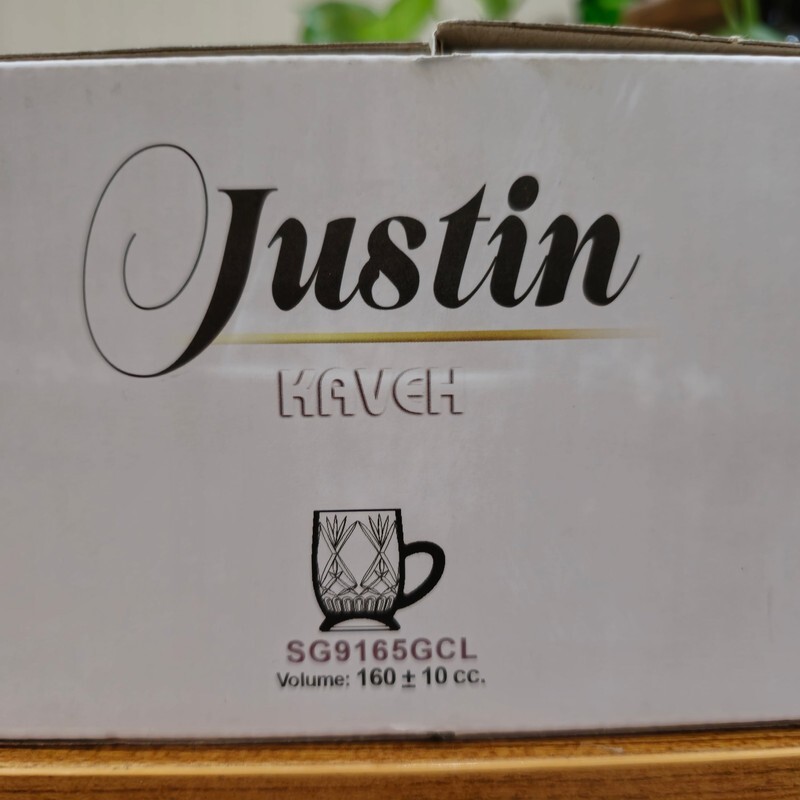 Justin
KAVEH
SG9165GCL
Volume: 160 ± 10 cc.